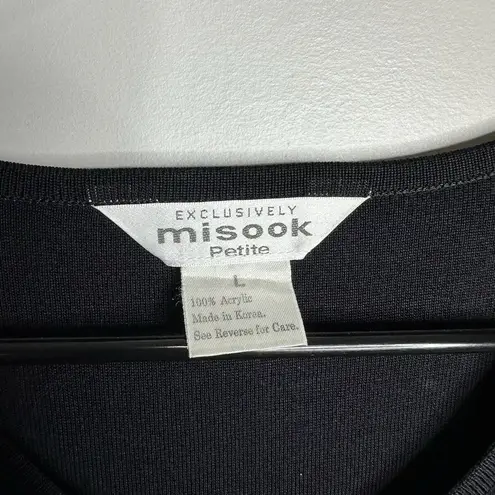 EXCLUSIVELY
misook
Petite
L
100% Acrylic
Made in Korea.
See Reverse for Care.